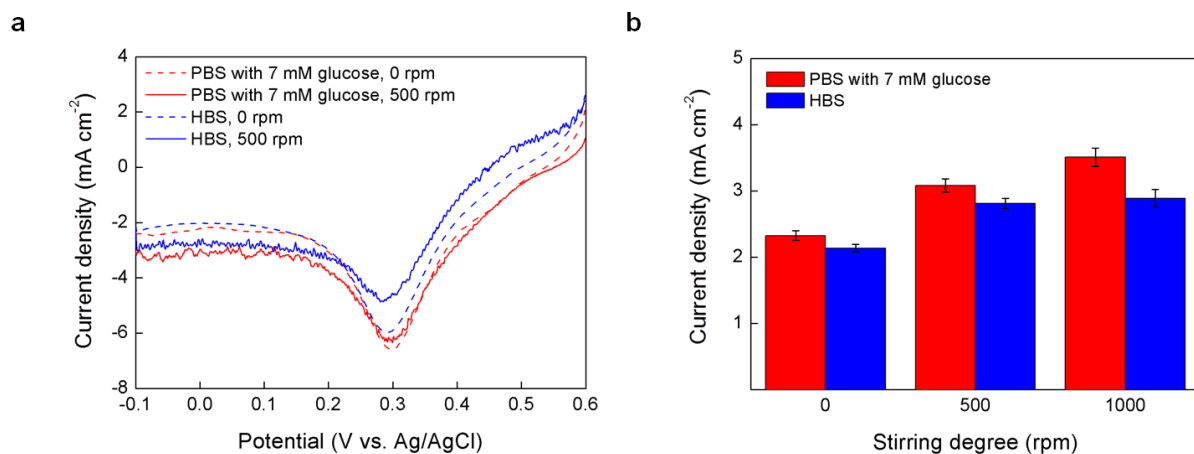 a
4
2
0
-2
-4
-6
-8
Current density (mA cm⁻²)
PBS with 7 mM glucose, 0 rpm
PBS with 7 mM glucose, 500 rpm
HBS, 0 rpm
HBS, 500 rpm
-0.1 0.0 0.1 0.2 0.3 0.4 0.5 0.6
Potential (V vs. Ag/AgCl)
b
5
4
3
2
1
Current density (mA cm⁻²)
PBS with 7 mM glucose
HBS
0 500 1000
Stirring degree (rpm)